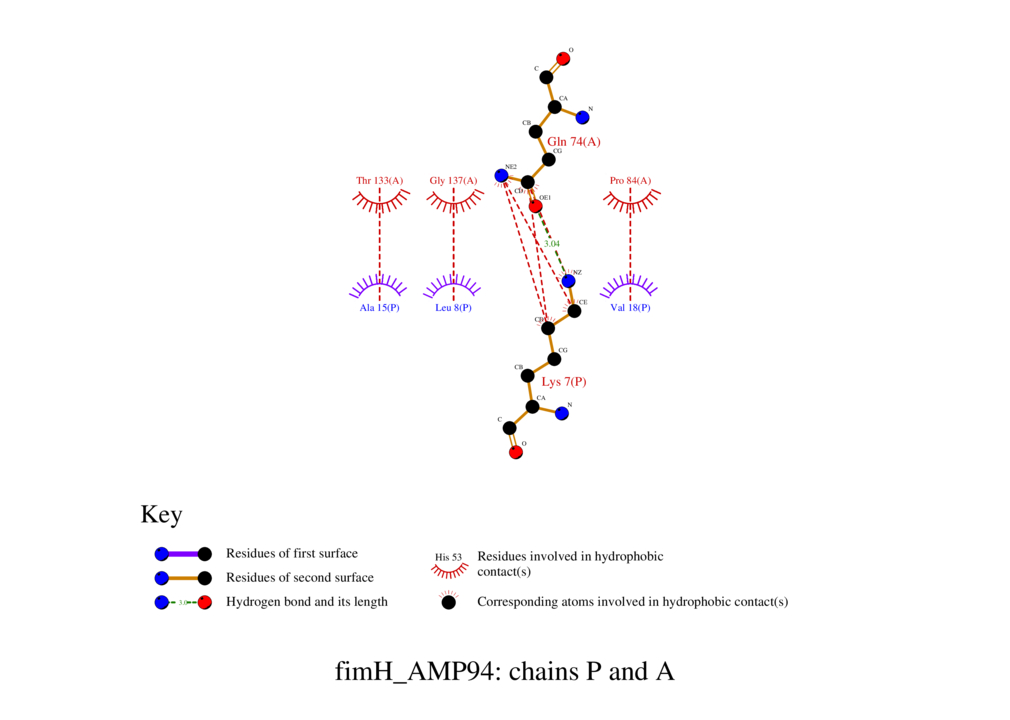 O
C
CA
N
CB
Gln 74(A)
CG
NE2
Thr 133(A) Gly 137(A) Pro 84(A)
CD
OE1
3.04
NZ
CE
Ala 15(P) Leu 8(P) Val 18(P)
CD
CG
CB
Lys 7(P)
CA
N
C
O
Key
Residues of first surface
Residues of second surface
3.0
Hydrogen bond and its length
His 53
Residues involved in hydrophobic
contact(s)
Corresponding atoms involved in hydrophobic contact(s)
fimH_AMP94: chains P and A